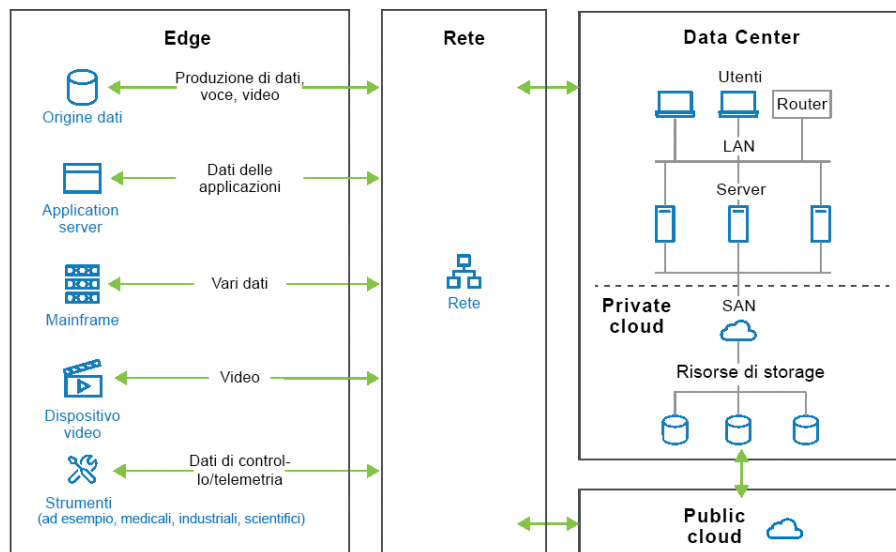 Edge
Produzione di dati,
voce, video
Origine dati
Dati delle
applicazioni
Application
server
Vari dati
Mainframe
Video
Dispositivo
video
Dati di control-
lo/telemetria
Strumenti
(ad esempio, medicali, industriali, scientifici)
Rete
Rete
Data Center
Utenti
Router
LAN
Server
Private
cloud
SAN
Risorse di storage
Public
cloud